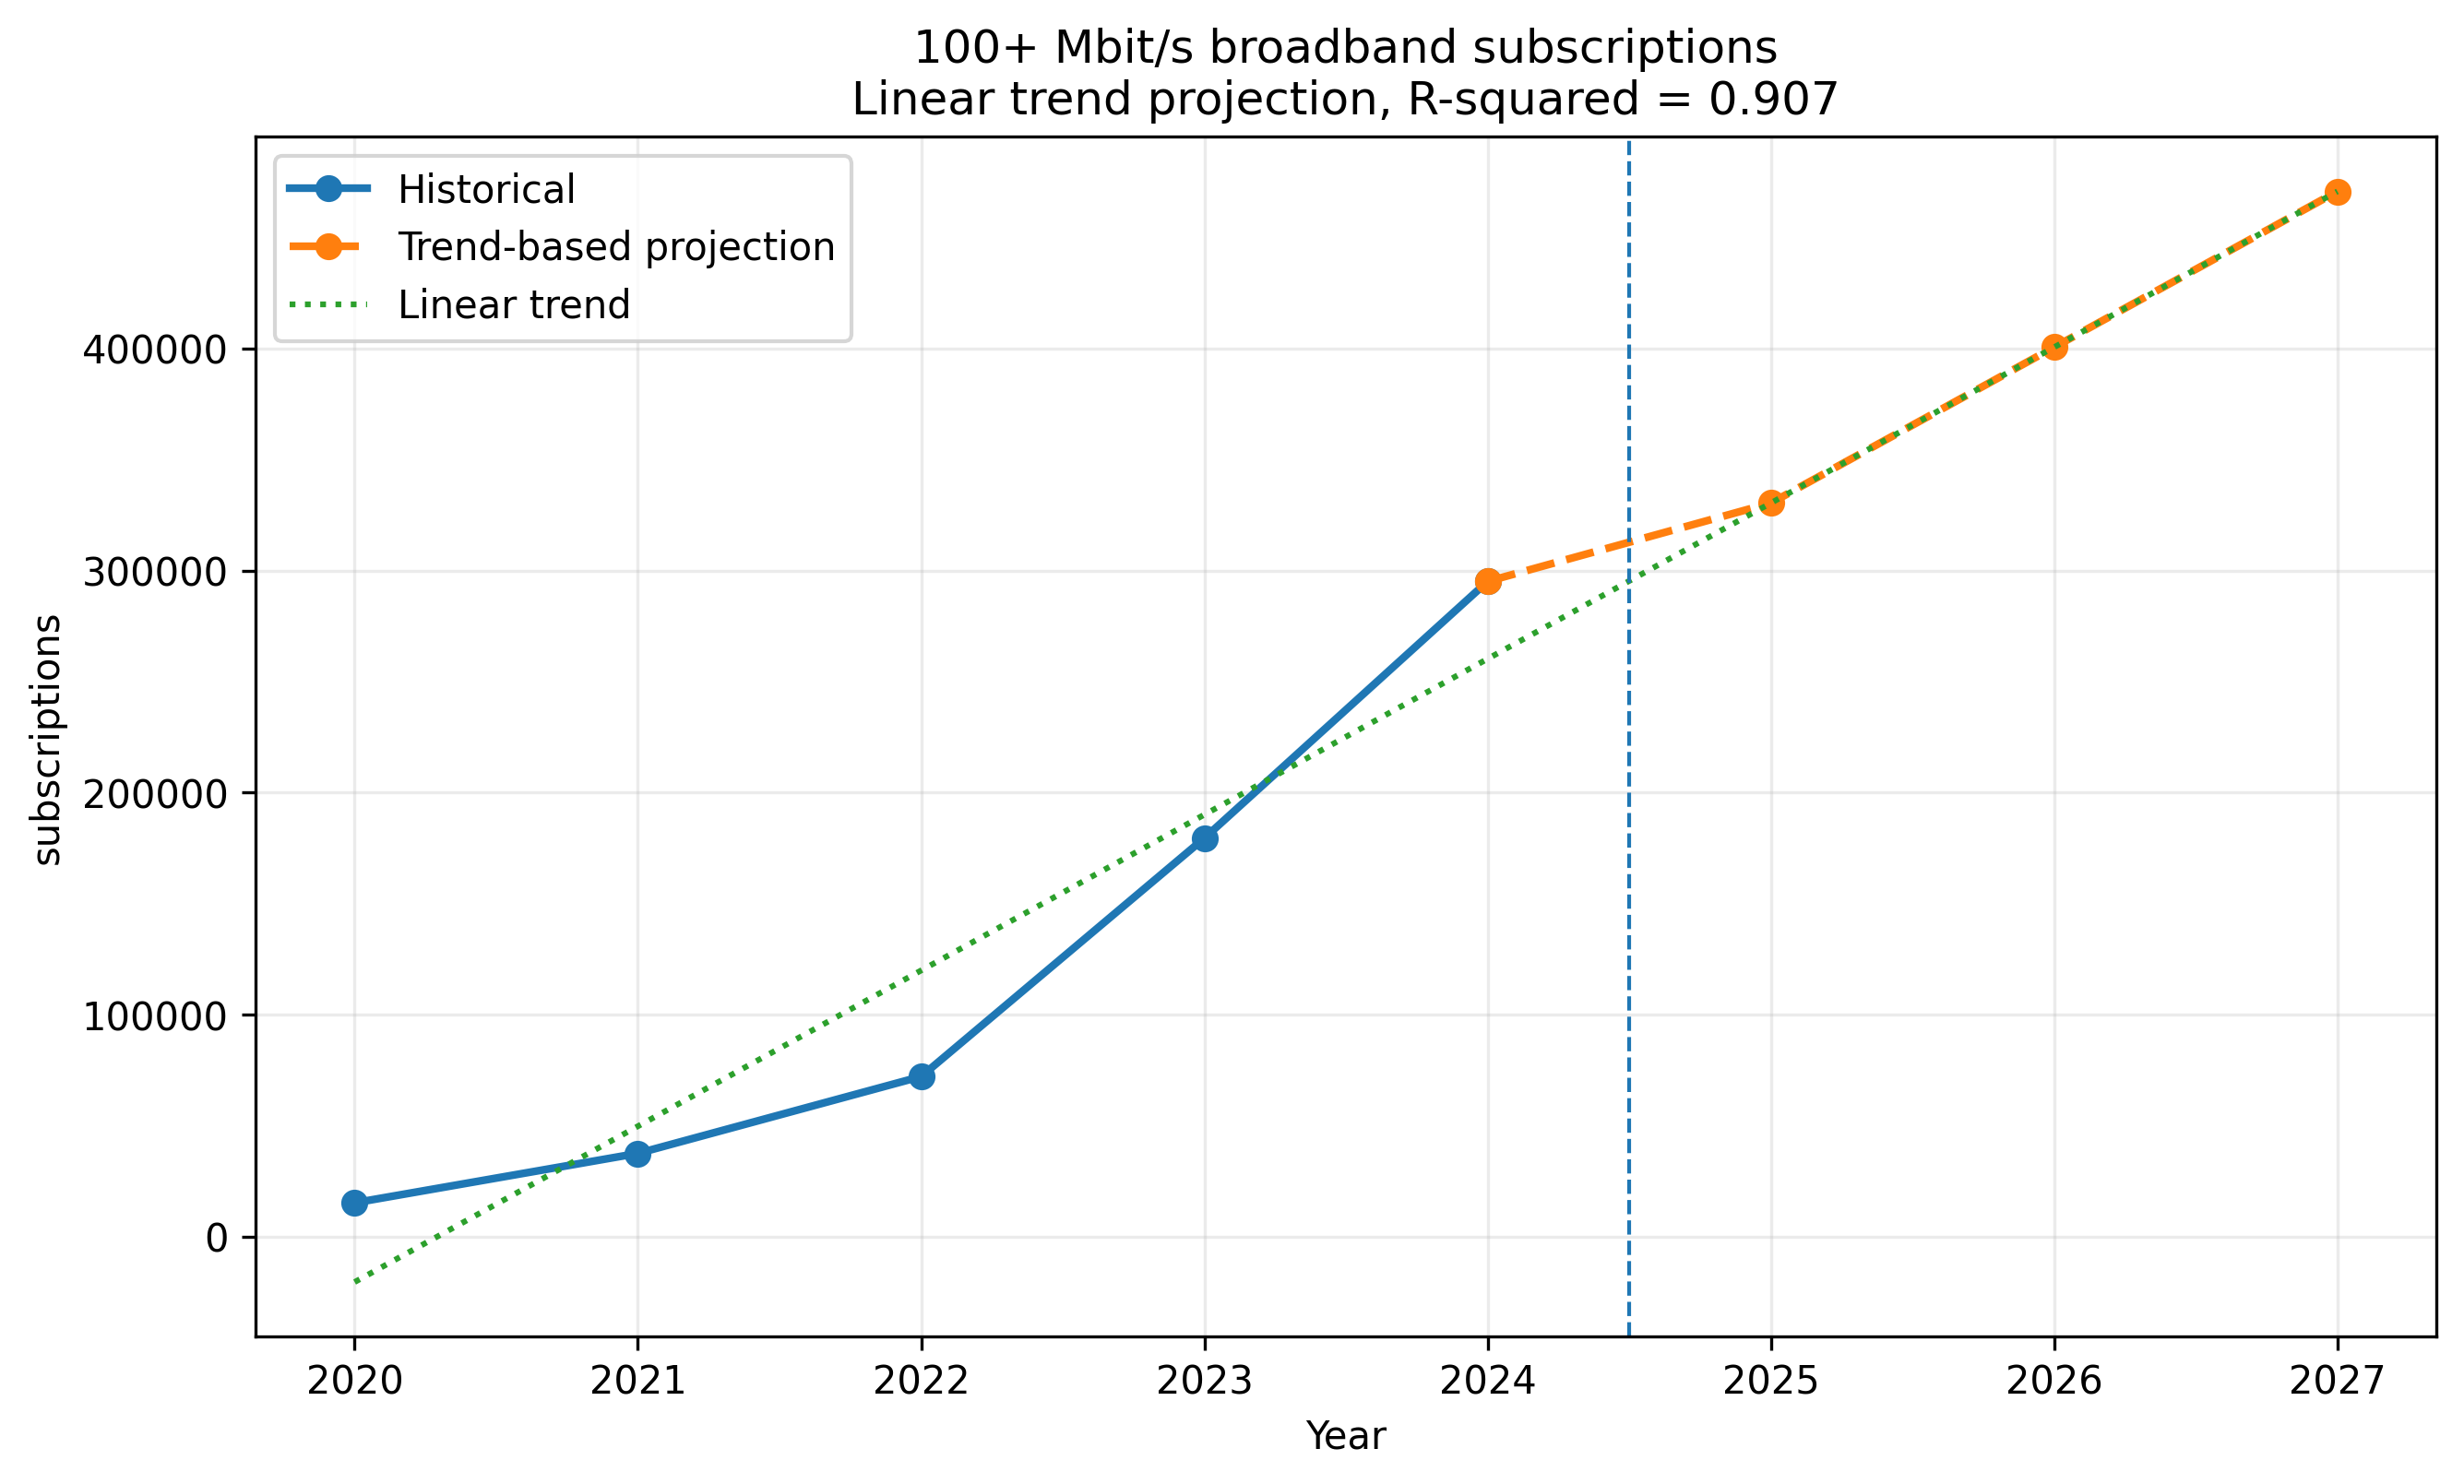 100+ Mbit/s broadband subscriptions
Linear trend projection, R-squared = 0.907
Historical
Trend-based projection
Linear trend
subscriptions
400000
300000
200000
100000
0
2020 2021 2022 2023 2024 2025 2026 2027
Year